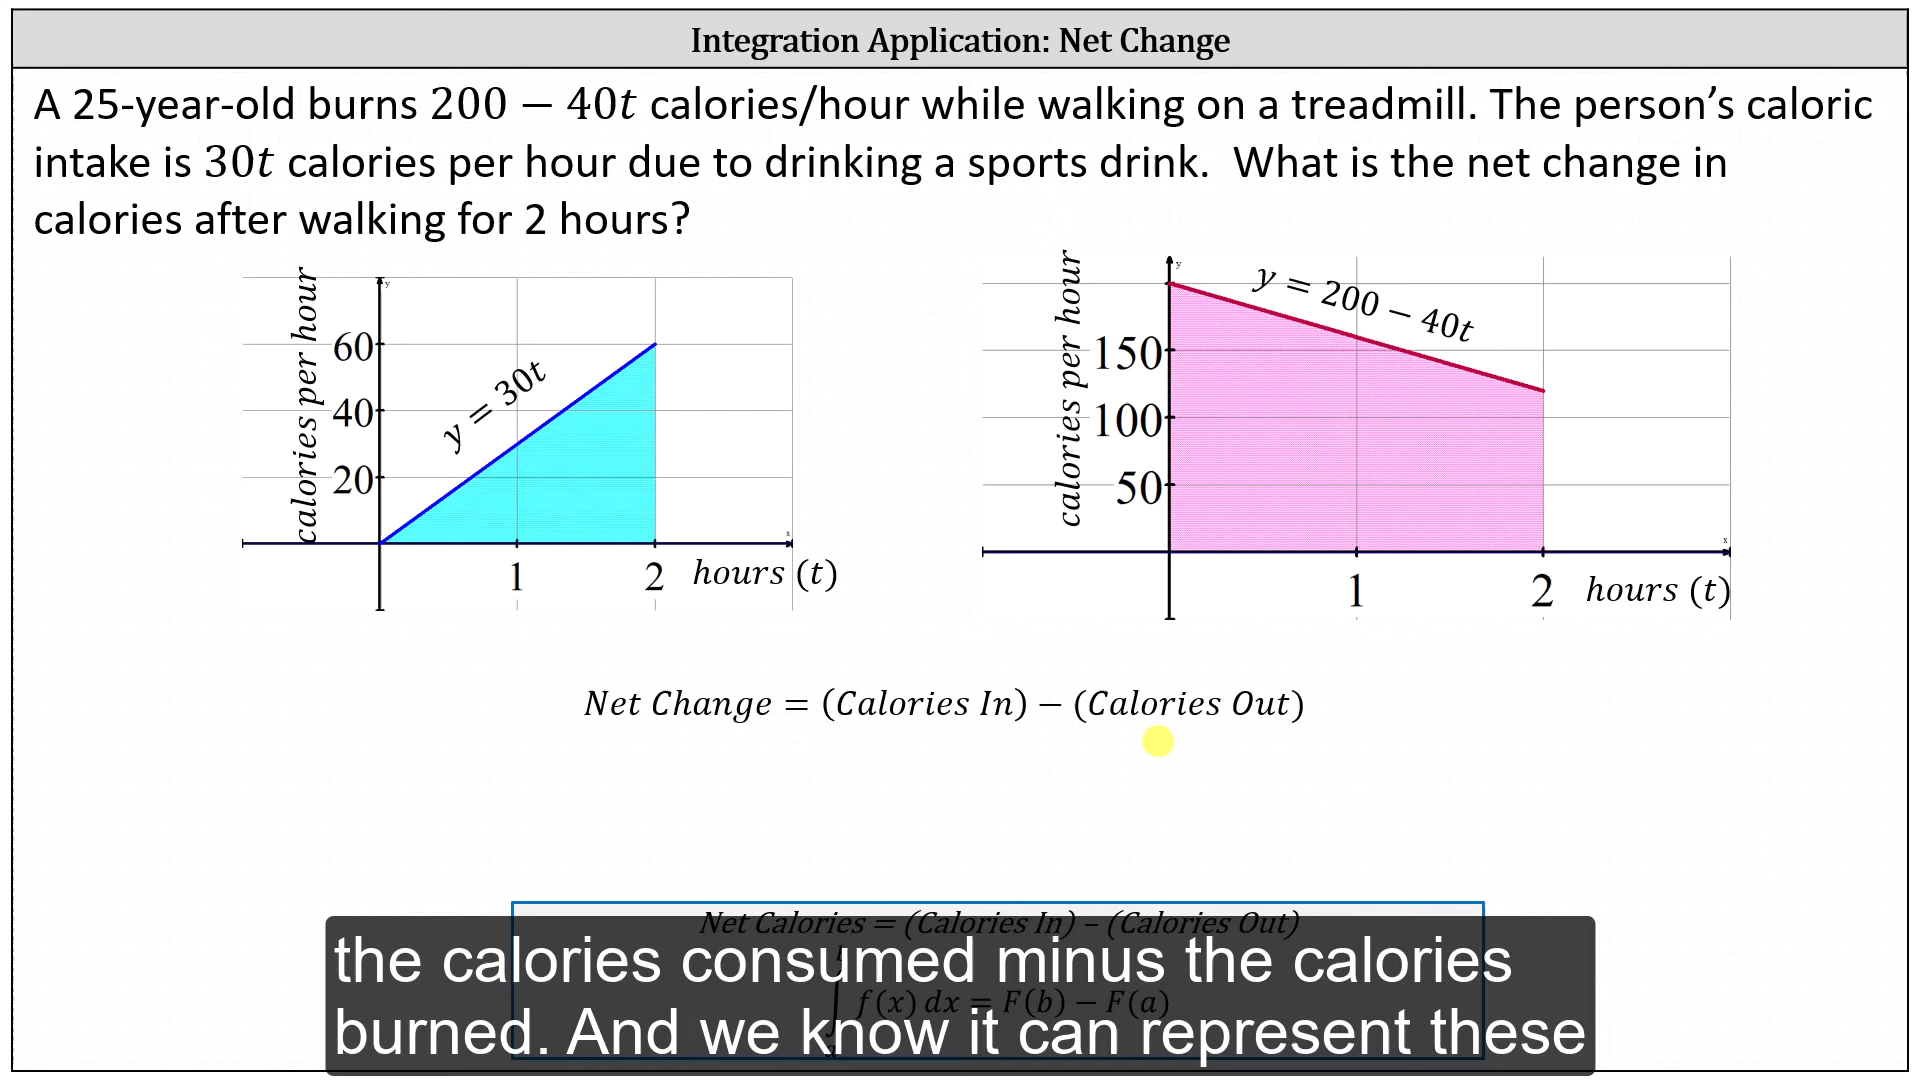 Integration Application: Net Change
A 25-year-old burns 200 − 40t calories/hour while walking on a treadmill. The person’s caloric
intake is 30t calories per hour due to drinking a sports drink. What is the net change in
calories after walking for 2 hours?
calories per hour
y
60
40
20
y = 30t
x
1
2
hours (t)
calories per hour
y
y = 200 − 40t
150
100
50
x
1
2
hours (t)
Net Change = (Calories In) − (Calories Out)
Net Calories = (Calories In) – (Calories Out)
the calories consumed minus the calories
∫ₐᵇ f(x) dx = F(b) − F(a)
burned. And we know it can represent these